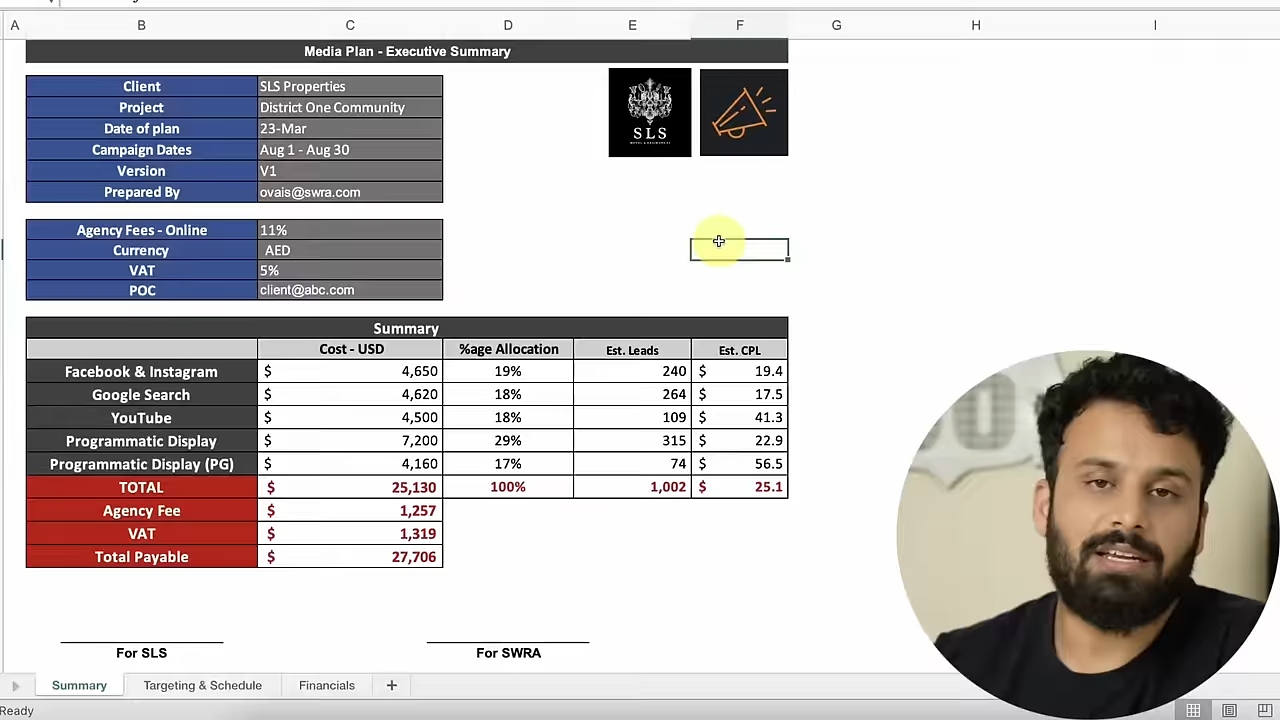 A B C D E F G H I
Media Plan - Executive Summary
Client SLS Properties
Project District One Community
Date of plan 23-Mar
Campaign Dates Aug 1 - Aug 30
Version V1
Prepared By ovais@swra.com
SLS
Agency Fees - Online 11%
Currency AED
VAT 5%
POC client@abc.com
Summary
Cost - USD %age Allocation Est. Leads Est. CPL
Facebook & Instagram $ 4,650 19% 240 $ 19.4
Google Search $ 4,620 18% 264 $ 17.5
YouTube $ 4,500 18% 109 $ 41.3
Programmatic Display $ 7,200 29% 315 $ 22.9
Programmatic Display (PG) $ 4,160 17% 74 $ 56.5
TOTAL $ 25,130 100% 1,002 $ 25.1
Agency Fee $ 1,257
VAT $ 1,319
Total Payable $ 27,706
For SLS For SWRA
Summary Targeting & Schedule Financials +
Ready